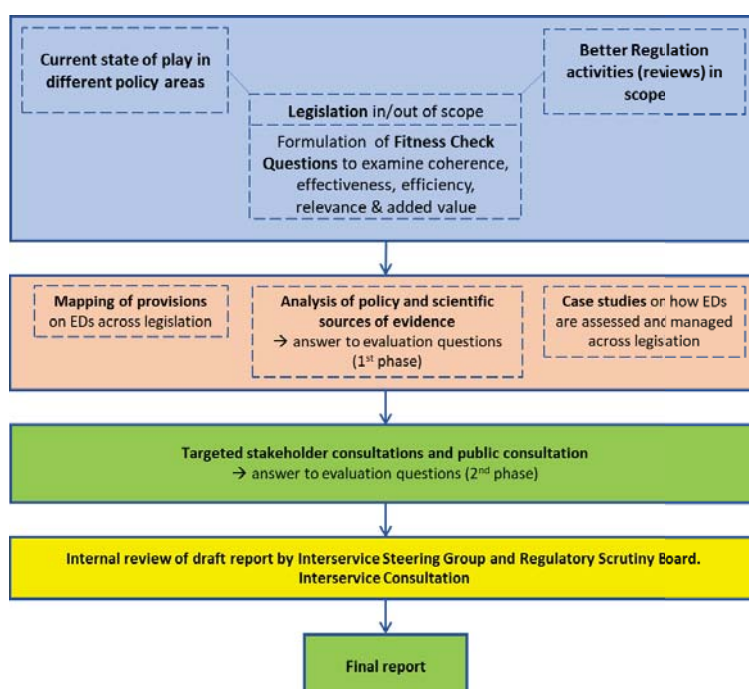 Current state of play in
different policy areas
Better Regulation
activities (reviews) in
scope
Legislation in/out of scope
Formulation of Fitness Check
Questions to examine coherence,
effectiveness, efficiency,
relevance & added value
Mapping of provisions
on EDs across legislation
Analysis of policy and scientific
sources of evidence
→ answer to evaluation questions
(1st phase)
Case studies on how EDs
are assessed and managed
across legisation
Targeted stakeholder consultations and public consultation
→ answer to evaluation questions (2nd phase)
Internal review of draft report by Interservice Steering Group and Regulatory Scrutiny Board.
Interservice Consultation
Final report